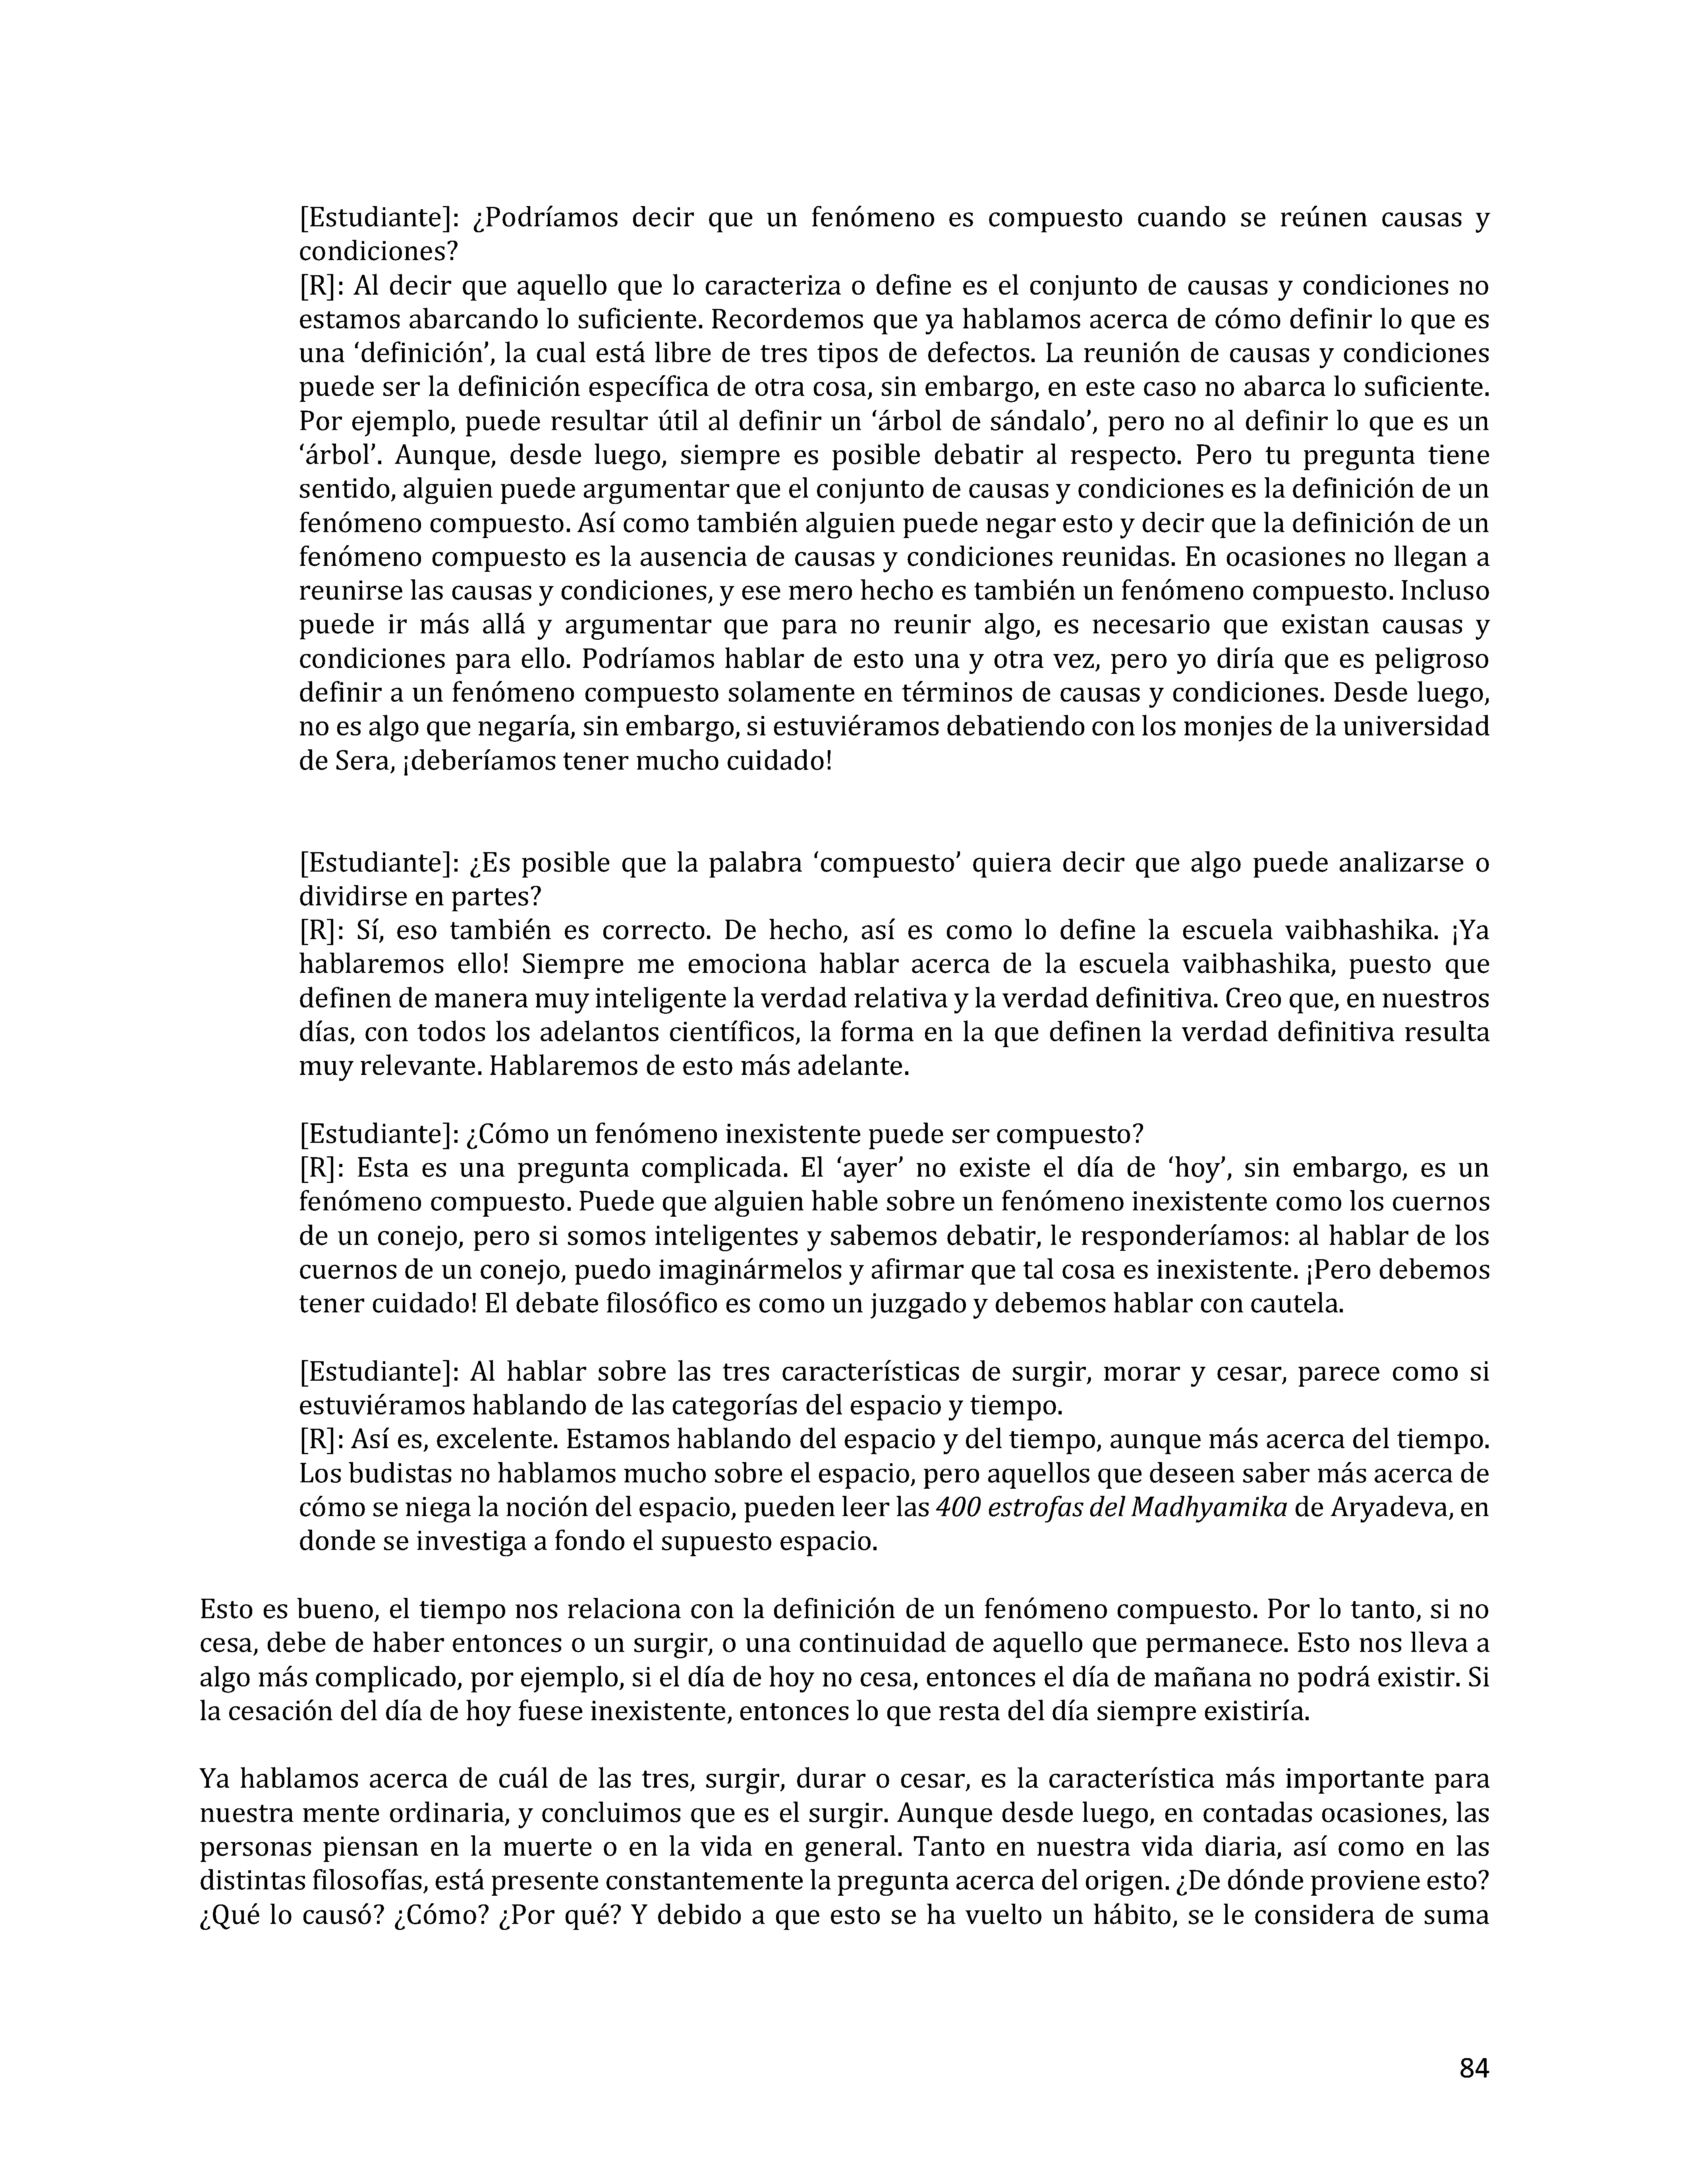 [Estudiante]: ¿Podríamos decir que un fenómeno es compuesto cuando se reúnen causas y
condiciones?
[R]: Al decir que aquello que lo caracteriza o define es el conjunto de causas y condiciones no
estamos abarcando lo suficiente. Recordemos que ya hablamos acerca de cómo definir lo que es
una ‘definición’, la cual está libre de tres tipos de defectos. La reunión de causas y condiciones
puede ser la definición específica de otra cosa, sin embargo, en este caso no abarca lo suficiente.
Por ejemplo, puede resultar útil al definir un ‘árbol de sándalo’, pero no al definir lo que es un
‘árbol’. Aunque, desde luego, siempre es posible debatir al respecto. Pero tu pregunta tiene
sentido, alguien puede argumentar que el conjunto de causas y condiciones es la definición de un
fenómeno compuesto. Así como también alguien puede negar esto y decir que la definición de un
fenómeno compuesto es la ausencia de causas y condiciones reunidas. En ocasiones no llegan a
reunirse las causas y condiciones, y ese mero hecho es también un fenómeno compuesto. Incluso
puede ir más allá y argumentar que para no reunir algo, es necesario que existan causas y
condiciones para ello. Podríamos hablar de esto una y otra vez, pero yo diría que es peligroso
definir a un fenómeno compuesto solamente en términos de causas y condiciones. Desde luego,
no es algo que negaría, sin embargo, si estuviéramos debatiendo con los monjes de la universidad
de Sera, ¡deberíamos tener mucho cuidado!
[Estudiante]: ¿Es posible que la palabra ‘compuesto’ quiera decir que algo puede analizarse o
dividirse en partes?
[R]: Sí, eso también es correcto. De hecho, así es como lo define la escuela vaibhashika. ¡Ya
hablaremos ello! Siempre me emociona hablar acerca de la escuela vaibhashika, puesto que
definen de manera muy inteligente la verdad relativa y la verdad definitiva. Creo que, en nuestros
días, con todos los adelantos científicos, la forma en la que definen la verdad definitiva resulta
muy relevante. Hablaremos de esto más adelante.
[Estudiante]: ¿Cómo un fenómeno inexistente puede ser compuesto?
[R]: Esta es una pregunta complicada. El ‘ayer’ no existe el día de ‘hoy’, sin embargo, es un
fenómeno compuesto. Puede que alguien hable sobre un fenómeno inexistente como los cuernos
de un conejo, pero si somos inteligentes y sabemos debatir, le responderíamos: al hablar de los
cuernos de un conejo, puedo imaginármelos y afirmar que tal cosa es inexistente. ¡Pero debemos
tener cuidado! El debate filosófico es como un juzgado y debemos hablar con cautela.
[Estudiante]: Al hablar sobre las tres características de surgir, morar y cesar, parece como si
estuviéramos hablando de las categorías del espacio y tiempo.
[R]: Así es, excelente. Estamos hablando del espacio y del tiempo, aunque más acerca del tiempo.
Los budistas no hablamos mucho sobre el espacio, pero aquellos que deseen saber más acerca de
cómo se niega la noción del espacio, pueden leer las 400 estrofas del Madhyamika de Aryadeva, en
donde se investiga a fondo el supuesto espacio.
Esto es bueno, el tiempo nos relaciona con la definición de un fenómeno compuesto. Por lo tanto, si no
cesa, debe de haber entonces o un surgir, o una continuidad de aquello que permanece. Esto nos lleva a
algo más complicado, por ejemplo, si el día de hoy no cesa, entonces el día de mañana no podrá existir. Si
la cesación del día de hoy fuese inexistente, entonces lo que resta del día siempre existiría.
Ya hablamos acerca de cuál de las tres, surgir, durar o cesar, es la característica más importante para
nuestra mente ordinaria, y concluimos que es el surgir. Aunque desde luego, en contadas ocasiones, las
personas piensan en la muerte o en la vida en general. Tanto en nuestra vida diaria, así como en las
distintas filosofías, está presente constantemente la pregunta acerca del origen. ¿De dónde proviene esto?
¿Qué lo causó? ¿Cómo? ¿Por qué? Y debido a que esto se ha vuelto un hábito, se le considera de suma
84